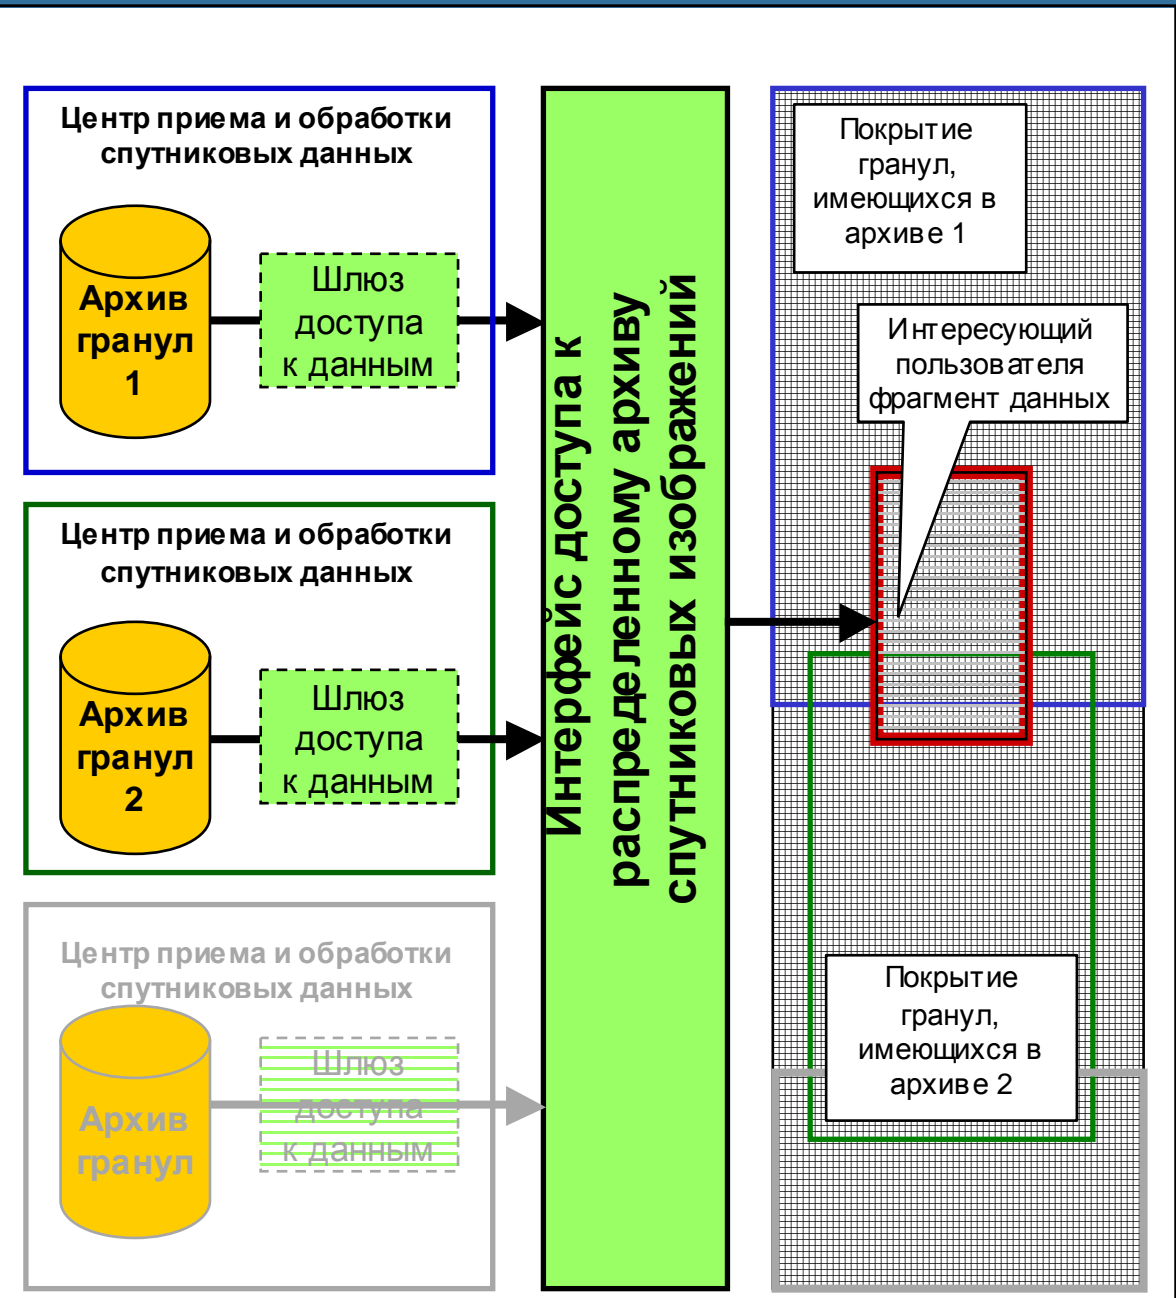 Центр приема и обработки
спутниковых данных
Архив
гранул
1
Шлюз
доступа
к данным
Центр приема и обработки
спутниковых данных
Архив
гранул
2
Шлюз
доступа
к данным
Центр приема и обработки
спутниковых данных
Архив
гранул
Шлюз
доступа
к данным
Интерфейс доступа к
распределенному архиву
спутниковых изображений
Покрытие
гранул,
имеющихся в
архиве 1
Интересующий
пользователя
фрагмент данных
Покрытие
гранул,
имеющихся в
архиве 2